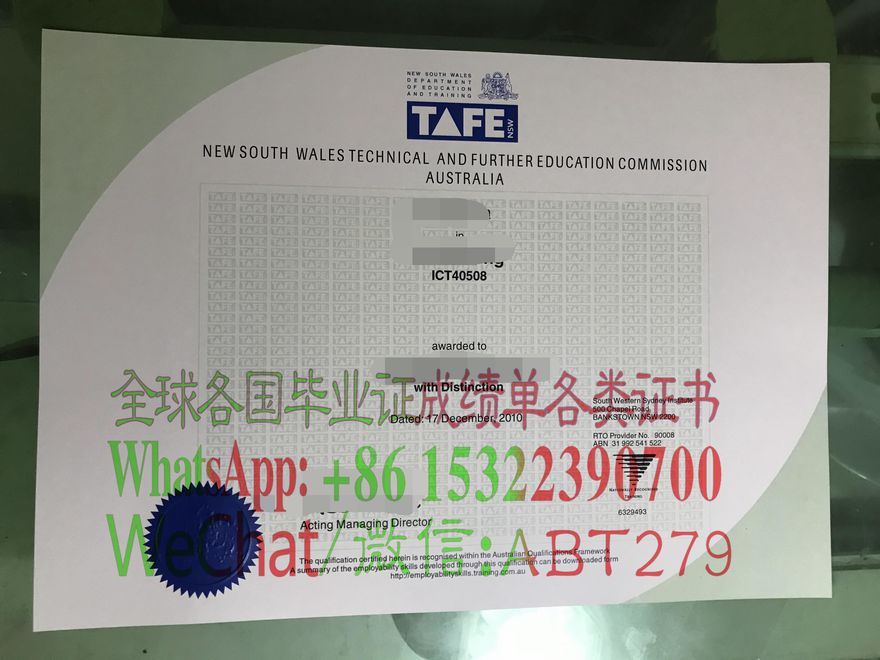 NEW SOUTH WALES
DEPARTMENT
OF EDUCATION
AND TRAINING
TAFE NSW
NEW SOUTH WALES TECHNICAL AND FURTHER EDUCATION COMMISSION
AUSTRALIA
in
ICT40508
awarded to
with Distinction
Dated: 17 December, 2010
South Western Sydney Institute
500 Chapel Road
BANKSTOWN NSW 2200
RTO Provider No. 90008
ABN 31 992 541 522
NATIONALLY RECOGNISED
TRAINING
6329493
全球各国毕业证成绩单各类证书
WhatsApp: +86 15322390700
WeChat/微信:ABT279
Acting Managing Director
The qualification certified herein is recognised within the Australian Qualifications Framework
A summary of the employability skills developed through this qualification can be downloaded form
http://employabilityskills.training.com.au